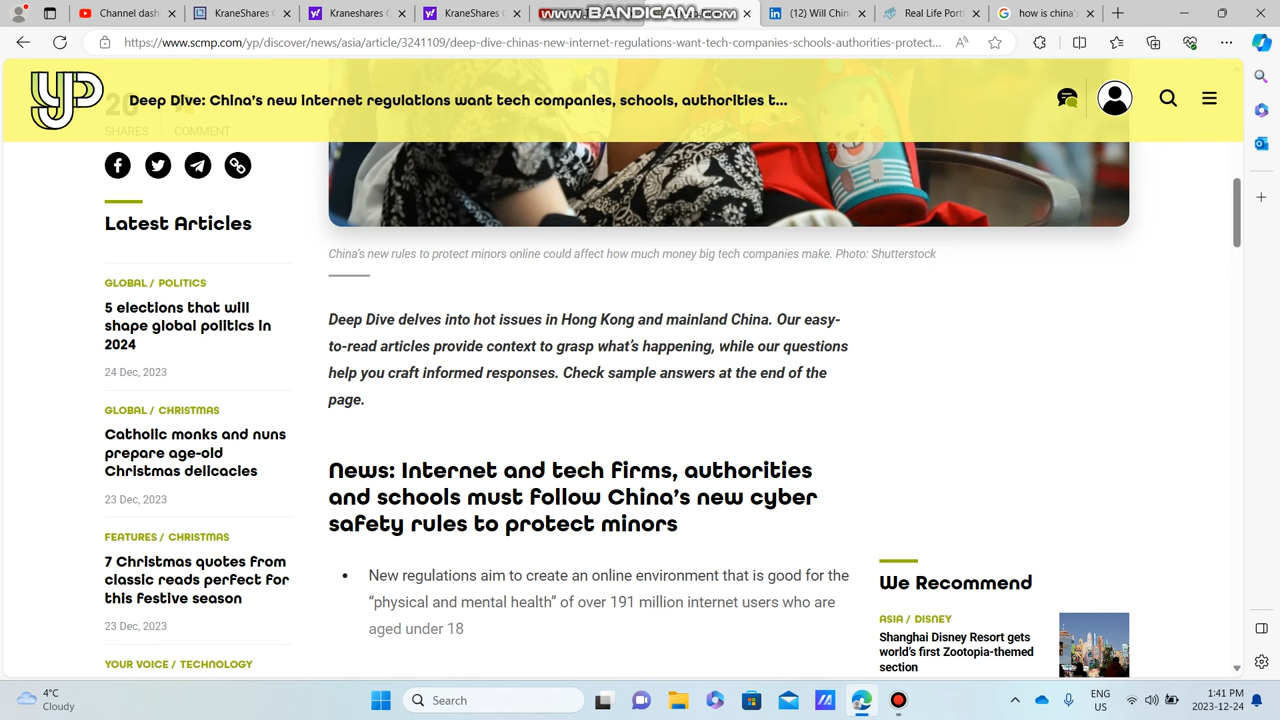 Channel dashl
KraneShares C
Kraneshares C
KraneShares C
WWW.BANDICAM.COM
(12) Will Chin
Real Life Port
how is china's
https://www.scmp.com/yp/discover/news/asia/article/3241109/deep-dive-chinas-new-internet-regulations-want-tech-companies-schools-authorities-protect...
YP
Deep Dive: China's new internet regulations want tech companies, schools, authorities t...
SHARES
COMMENT
Latest Articles
GLOBAL / POLITICS
5 elections that will
shape global politics in
2024
24 Dec, 2023
GLOBAL / CHRISTMAS
Catholic monks and nuns
prepare age-old
Christmas delicacies
23 Dec, 2023
FEATURES / CHRISTMAS
7 Christmas quotes from
classic reads perfect for
this festive season
23 Dec, 2023
YOUR VOICE / TECHNOLOGY
China's new rules to protect minors online could affect how much money big tech companies make. Photo: Shutterstock
Deep Dive delves into hot issues in Hong Kong and mainland China. Our easy-
to-read articles provide context to grasp what's happening, while our questions
help you craft informed responses. Check sample answers at the end of the
page.
News: Internet and tech firms, authorities
and schools must follow China's new cyber
safety rules to protect minors
• New regulations aim to create an online environment that is good for the
“physical and mental health” of over 191 million internet users who are
aged under 18
We Recommend
ASIA / DISNEY
Shanghai Disney Resort gets
world's first Zootopia-themed
section
4°C
Cloudy
Search
ENG
US
1:41 PM
2023-12-24